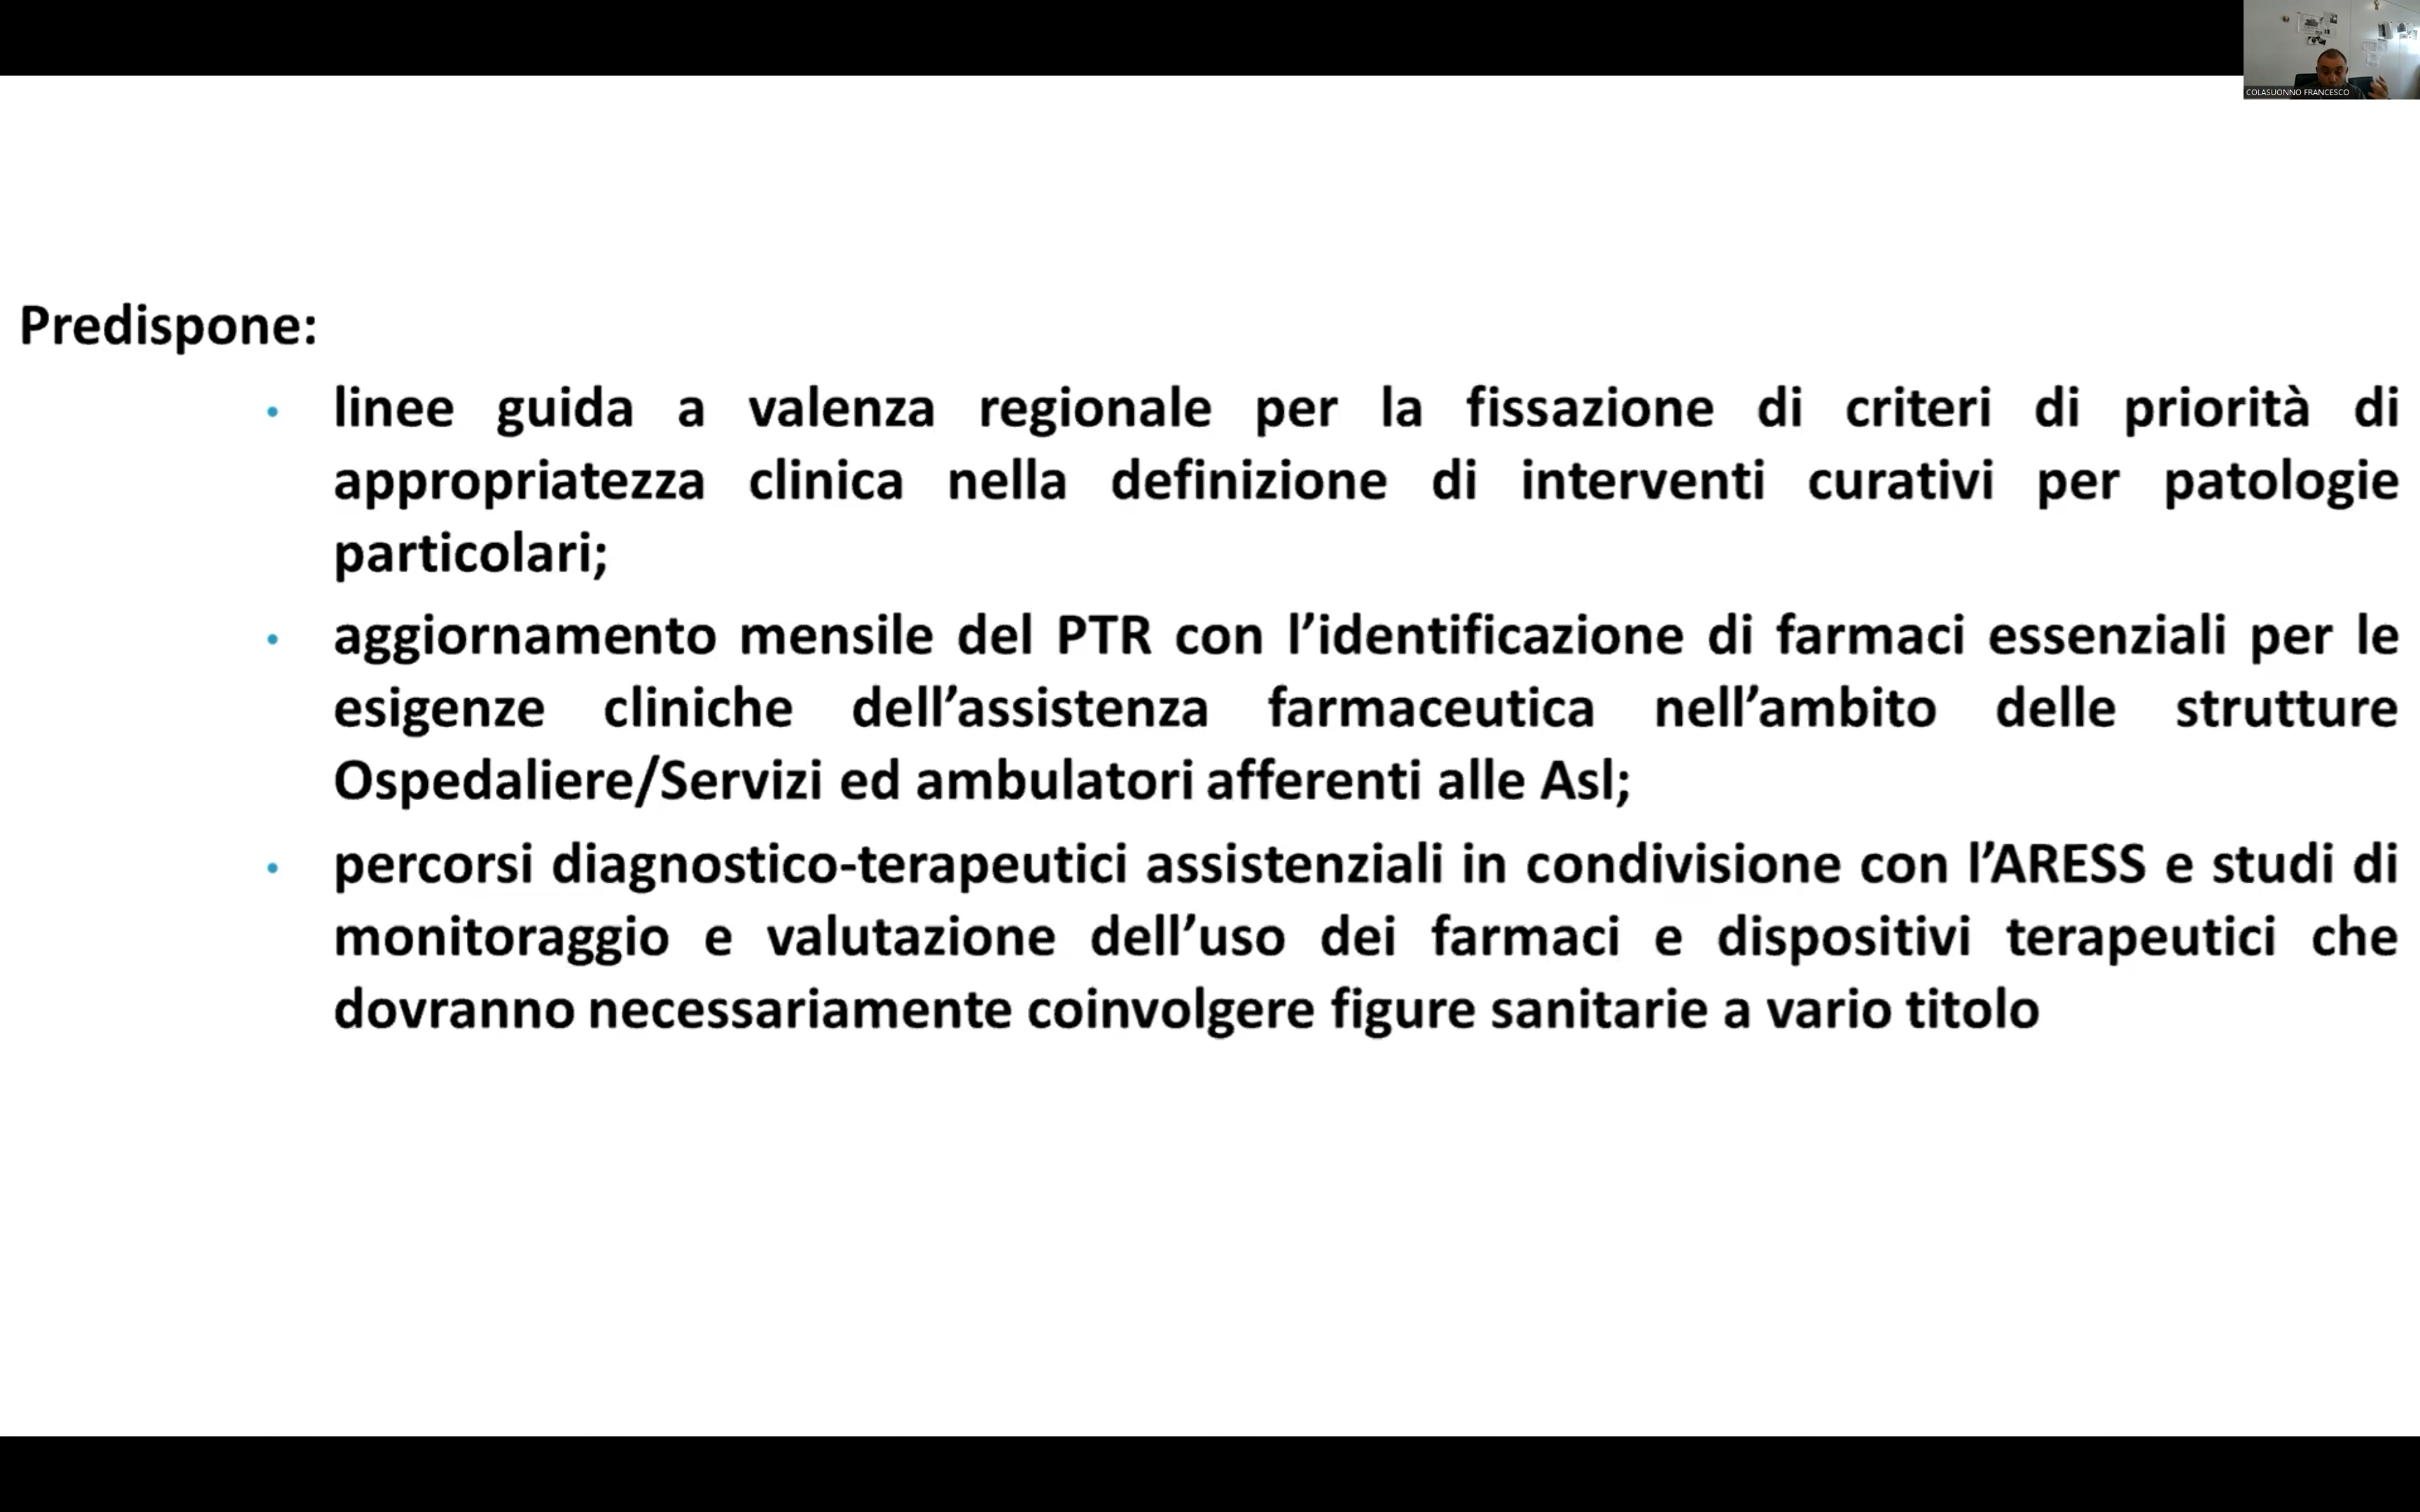 COLASUONNO FRANCESCO
Predispone:
• linee guida a valenza regionale per la fissazione di criteri di priorità di
appropriatezza clinica nella definizione di interventi curativi per patologie
particolari;
• aggiornamento mensile del PTR con l’identificazione di farmaci essenziali per le
esigenze cliniche dell’assistenza farmaceutica nell’ambito delle strutture
Ospedaliere/Servizi ed ambulatori afferenti alle Asl;
• percorsi diagnostico-terapeutici assistenziali in condivisione con l’ARESS e studi di
monitoraggio e valutazione dell’uso dei farmaci e dispositivi terapeutici che
dovranno necessariamente coinvolgere figure sanitarie a vario titolo